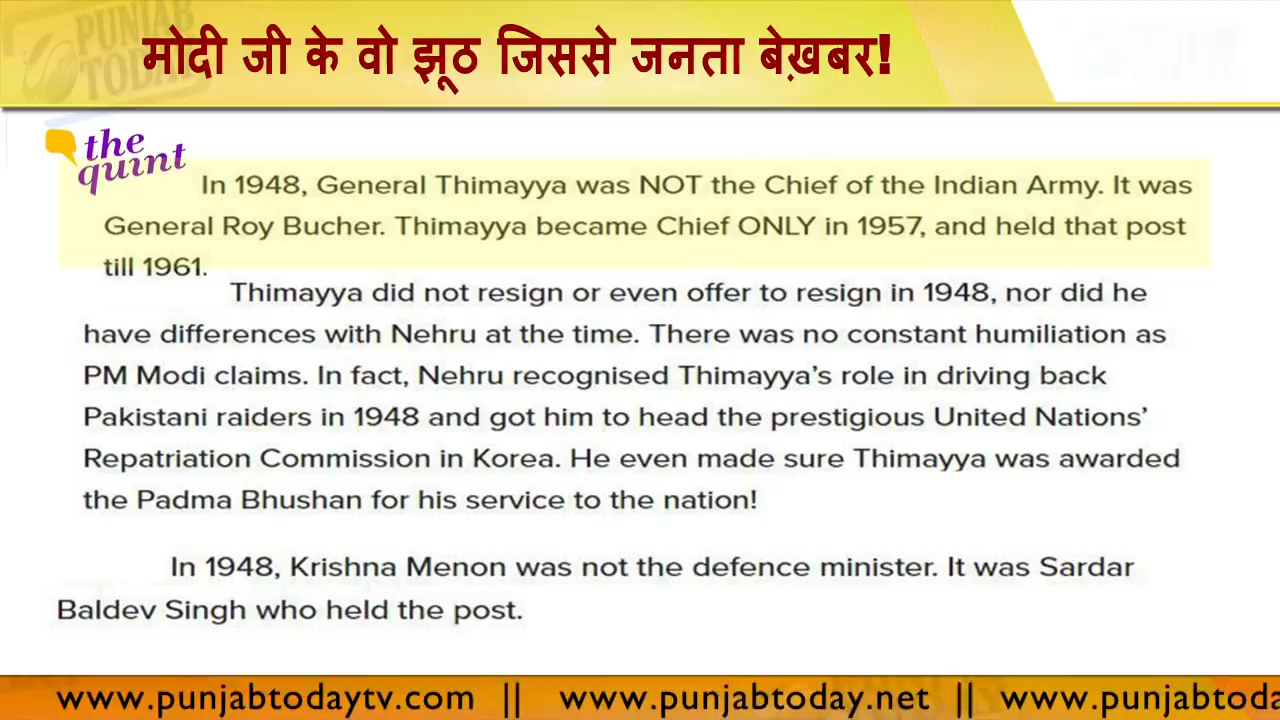 PUNJAB
TODAY
मोदी जी के वो झूठ जिससे जनता बेख़बर!
the
quint
In 1948, General Thimayya was NOT the Chief of the Indian Army. It was
General Roy Bucher. Thimayya became Chief ONLY in 1957, and held that post
till 1961.
Thimayya did not resign or even offer to resign in 1948, nor did he
have differences with Nehru at the time. There was no constant humiliation as
PM Modi claims. In fact, Nehru recognised Thimayya’s role in driving back
Pakistani raiders in 1948 and got him to head the prestigious United Nations’
Repatriation Commission in Korea. He even made sure Thimayya was awarded
the Padma Bhushan for his service to the nation!
In 1948, Krishna Menon was not the defence minister. It was Sardar
Baldev Singh who held the post.
www.punjabtodaytv.com || www.punjabtoday.net || www.punjabtoda